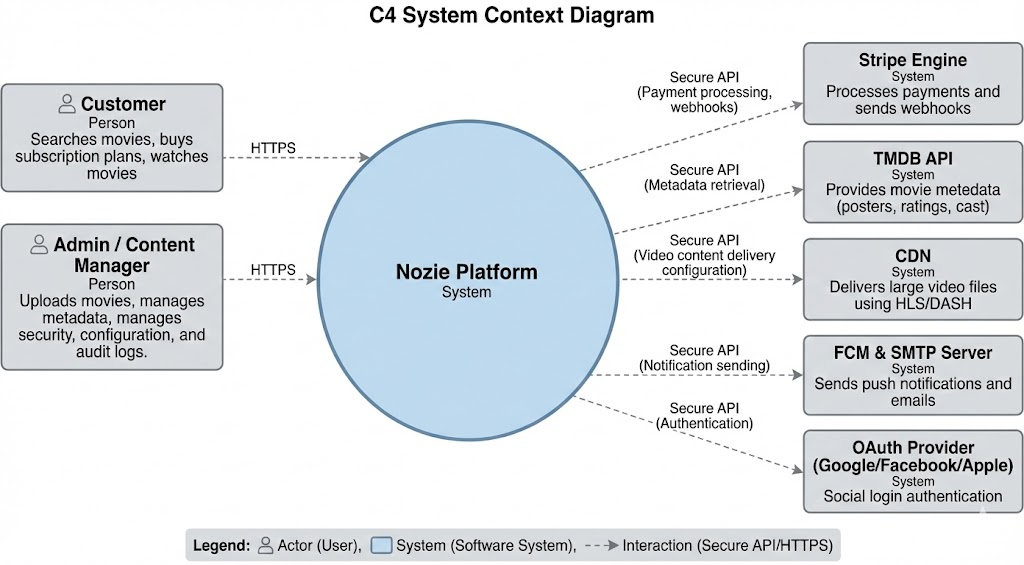 C4 System Context Diagram
Customer
Person
Searches movies, buys
subscription plans, watches
movies
HTTPS
Admin / Content
Manager
Person
Uploads movies, manages
metadata, manages
security, configuration, and
audit logs.
HTTPS
Nozie Platform
System
Secure API
(Payment processing,
webhooks)
Stripe Engine
System
Processes payments and
sends webhooks
Secure API
(Metadata retrieval)
TMDB API
System
Provides movie metedata
(posters, ratings, cast)
Secure API
(Video content delivery
configuration)
CDN
System
Delivers large video files
using HLS/DASH
Secure API
(Notification sending)
FCM & SMTP Server
System
Sends push notifications and
emails
Secure API
(Authentication)
OAuth Provider
(Google/Facebook/Apple)
System
Social login authentication
Legend: Actor (User), System (Software System), Interaction (Secure API/HTTPS)